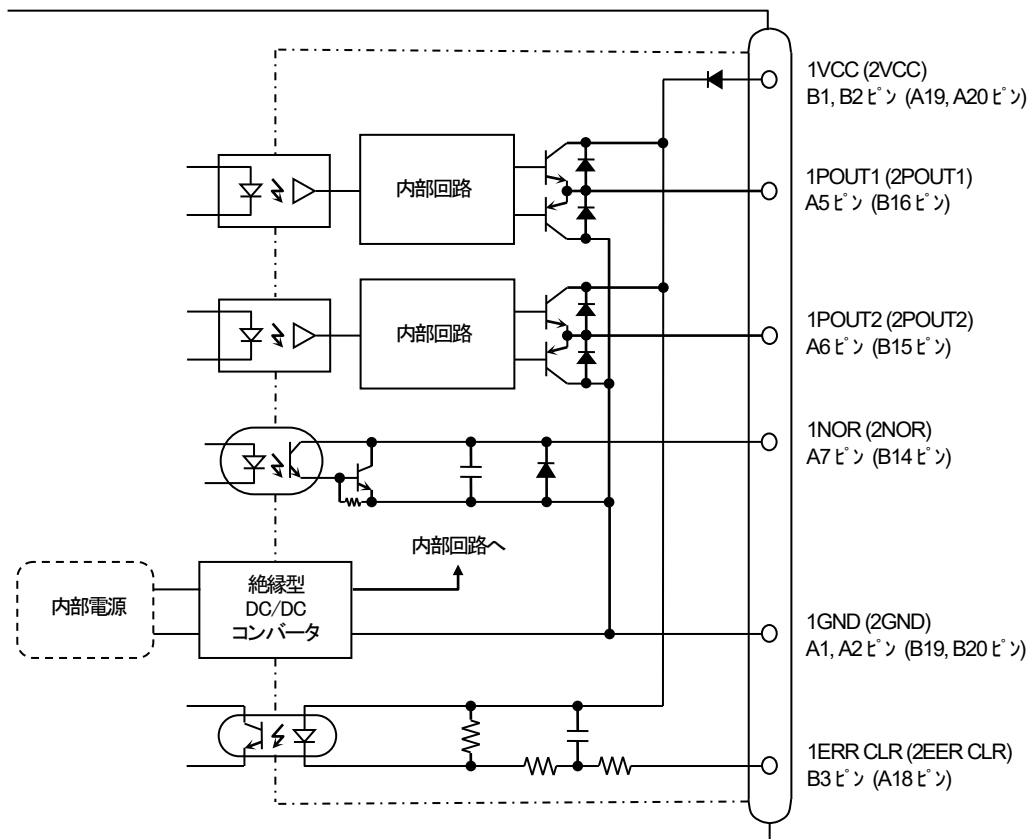 1VCC (2VCC)
B1, B2ピン (A19, A20ピン)
内部回路
1POUT1 (2POUT1)
A5ピン (B16ピン)
内部回路
1POUT2 (2POUT2)
A6ピン (B15ピン)
1NOR (2NOR)
A7ピン (B14ピン)
内部回路へ
内部電源
絶縁型
DC/DC
コンバータ
1GND (2GND)
A1, A2ピン (B19, B20ピン)
1ERR CLR (2EER CLR)
B3ピン (A18ピン)